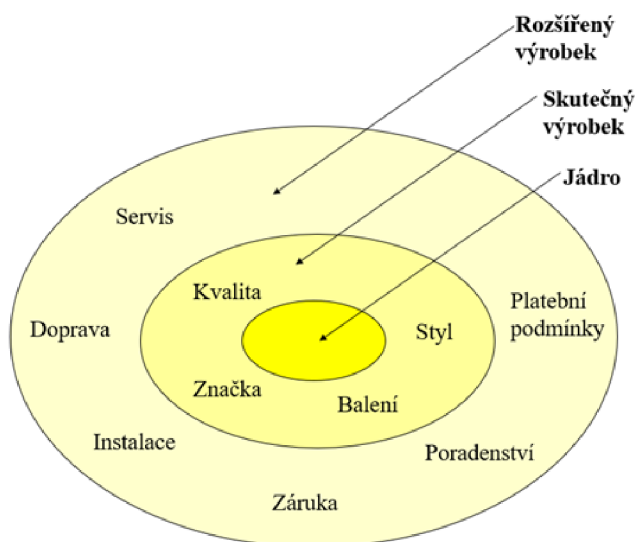 Rozšířený
výrobek
Skutečný
výrobek
Jádro
Servis
Kvalita
Platební
podmínky
Doprava
Styl
Značka
Balení
Instalace
Poradenství
Záruka